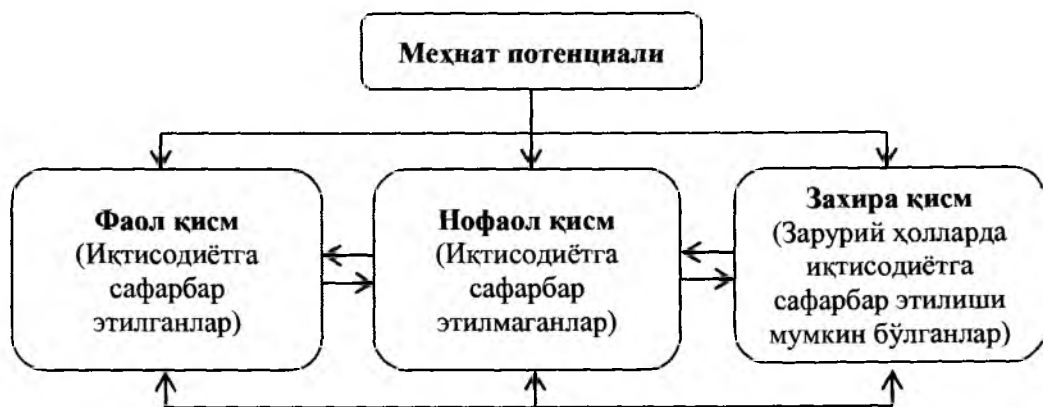 Меҳнат потенциали
Фаол қисм
(Иқтисодиётга
сафарбар
этилганлар)
Нофаол қисм
(Иқтисодиётга
сафарбар
этилмаганлар)
Захира қисм
(Зарурий ҳолларда
иқтисодиётга
сафарбар этилиши
мумкин бўлганлар)